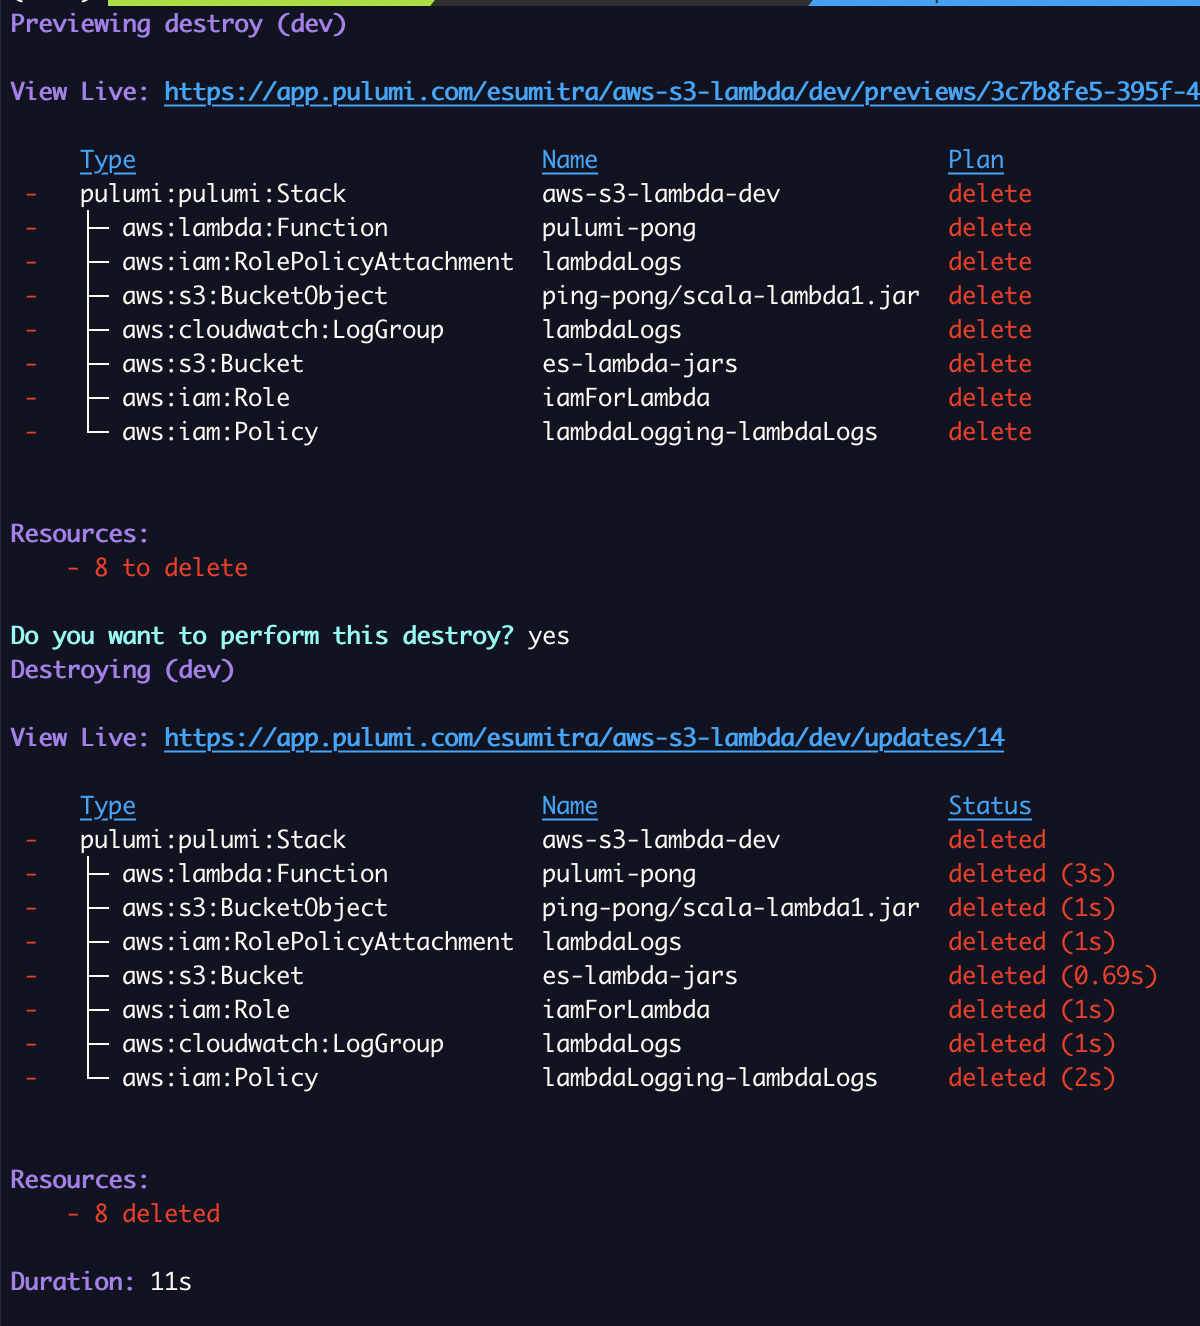 Previewing destroy (dev)
View Live: https://app.pulumi.com/esumitra/aws-s3-lambda/dev/previews/3c7b8fe5-395f-4
Type Name Plan
- pulumi:pulumi:Stack aws-s3-lambda-dev delete
- ├─ aws:lambda:Function pulumi-pong delete
- ├─ aws:iam:RolePolicyAttachment lambdaLogs delete
- ├─ aws:s3:BucketObject ping-pong/scala-lambda1.jar delete
- ├─ aws:cloudwatch:LogGroup lambdaLogs delete
- ├─ aws:s3:Bucket es-lambda-jars delete
- ├─ aws:iam:Role iamForLambda delete
- └─ aws:iam:Policy lambdaLogging-lambdaLogs delete
Resources:
- 8 to delete
Do you want to perform this destroy? yes
Destroying (dev)
View Live: https://app.pulumi.com/esumitra/aws-s3-lambda/dev/updates/14
Type Name Status
- pulumi:pulumi:Stack aws-s3-lambda-dev deleted
- ├─ aws:lambda:Function pulumi-pong deleted (3s)
- ├─ aws:s3:BucketObject ping-pong/scala-lambda1.jar deleted (1s)
- ├─ aws:iam:RolePolicyAttachment lambdaLogs deleted (1s)
- ├─ aws:s3:Bucket es-lambda-jars deleted (0.69s)
- ├─ aws:iam:Role iamForLambda deleted (1s)
- ├─ aws:cloudwatch:LogGroup lambdaLogs deleted (1s)
- └─ aws:iam:Policy lambdaLogging-lambdaLogs deleted (2s)
Resources:
- 8 deleted
Duration: 11s